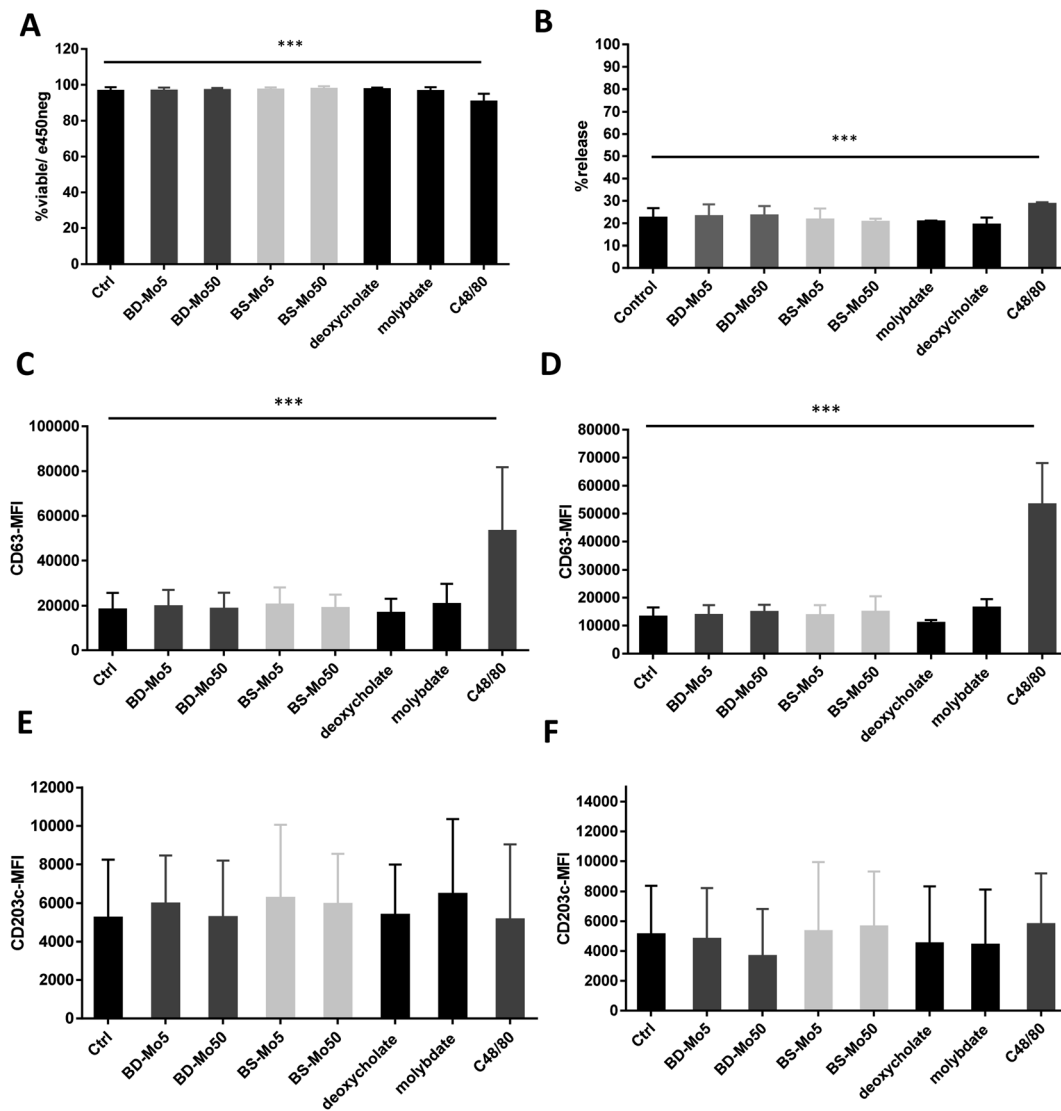 A
***
%viable/ e450neg
120
100
80
60
40
20
0
Ctrl
BD-Mo5
BD-Mo50
BS-Mo5
BS-Mo50
deoxycholate
molybdate
C48/80
B
***
%release
100
90
80
70
60
50
40
30
20
10
0
Control
BD-Mo5
BD-Mo50
BS-Mo5
BS-Mo50
molybdate
deoxycholate
C48/80
C
***
CD63-MFI
100000
80000
60000
40000
20000
0
Ctrl
BD-Mo5
BD-Mo50
BS-Mo5
BS-Mo50
deoxycholate
molybdate
C48/80
D
***
CD63-MFI
80000
70000
60000
50000
40000
30000
20000
10000
0
Ctrl
BD-Mo5
BD-Mo50
BS-Mo5
BS-Mo50
deoxycholate
molybdate
C48/80
E
CD203c-MFI
12000
10000
8000
6000
4000
2000
0
Ctrl
BD-Mo5
BD-Mo50
BS-Mo5
BS-Mo50
deoxycholate
molybdate
C48/80
F
CD203c-MFI
14000
12000
10000
8000
6000
4000
2000
0
Ctrl
BD-Mo5
BD-Mo50
BS-Mo5
BS-Mo50
deoxycholate
molybdate
C48/80